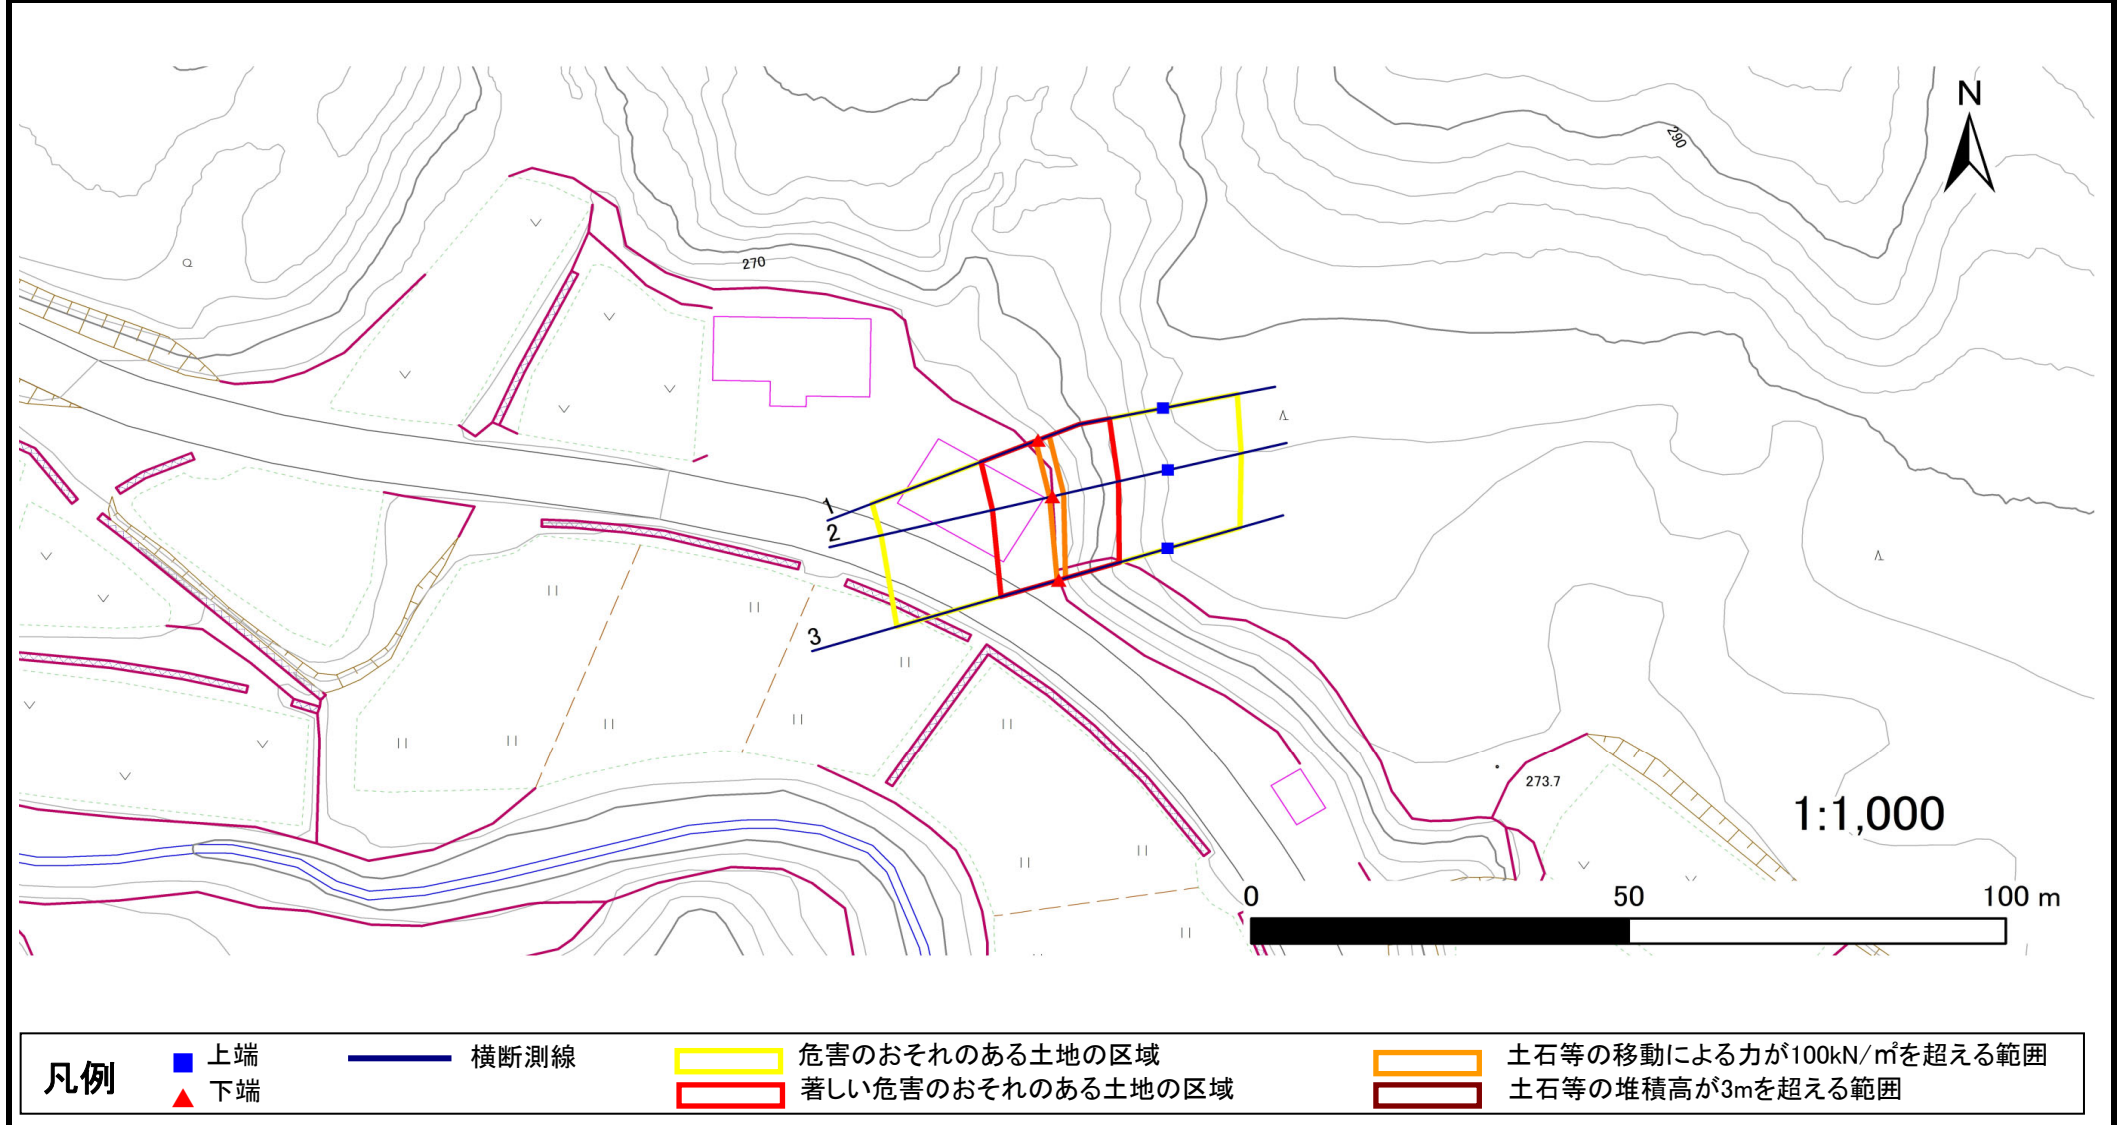 N
290
270
1
2
3
273.7
1:1,000
0 50 100 m
凡例
上端
下端
横断測線
危害のおそれのある土地の区域
著しい危害のおそれのある土地の区域
土石等の移動による力が100kN/㎡を超える範囲
土石等の堆積高が3mを超える範囲